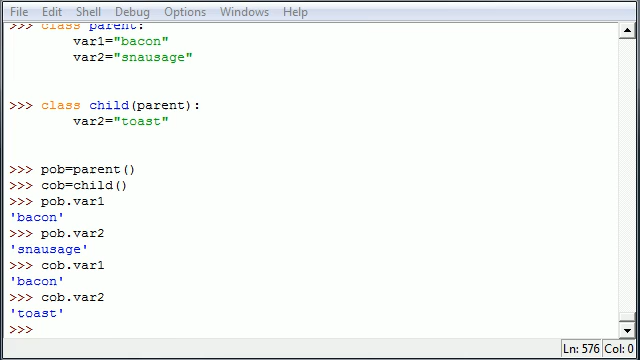 File Edit Shell Debug Options Windows Help
>>> class parent:
        var1="bacon"
        var2="snausage"
>>> class child(parent):
        var2="toast"
>>> pob=parent()
>>> cob=child()
>>> pob.var1
'bacon'
>>> pob.var2
'snausage'
>>> cob.var1
'bacon'
>>> cob.var2
'toast'
>>>
Ln: 576 Col: 0